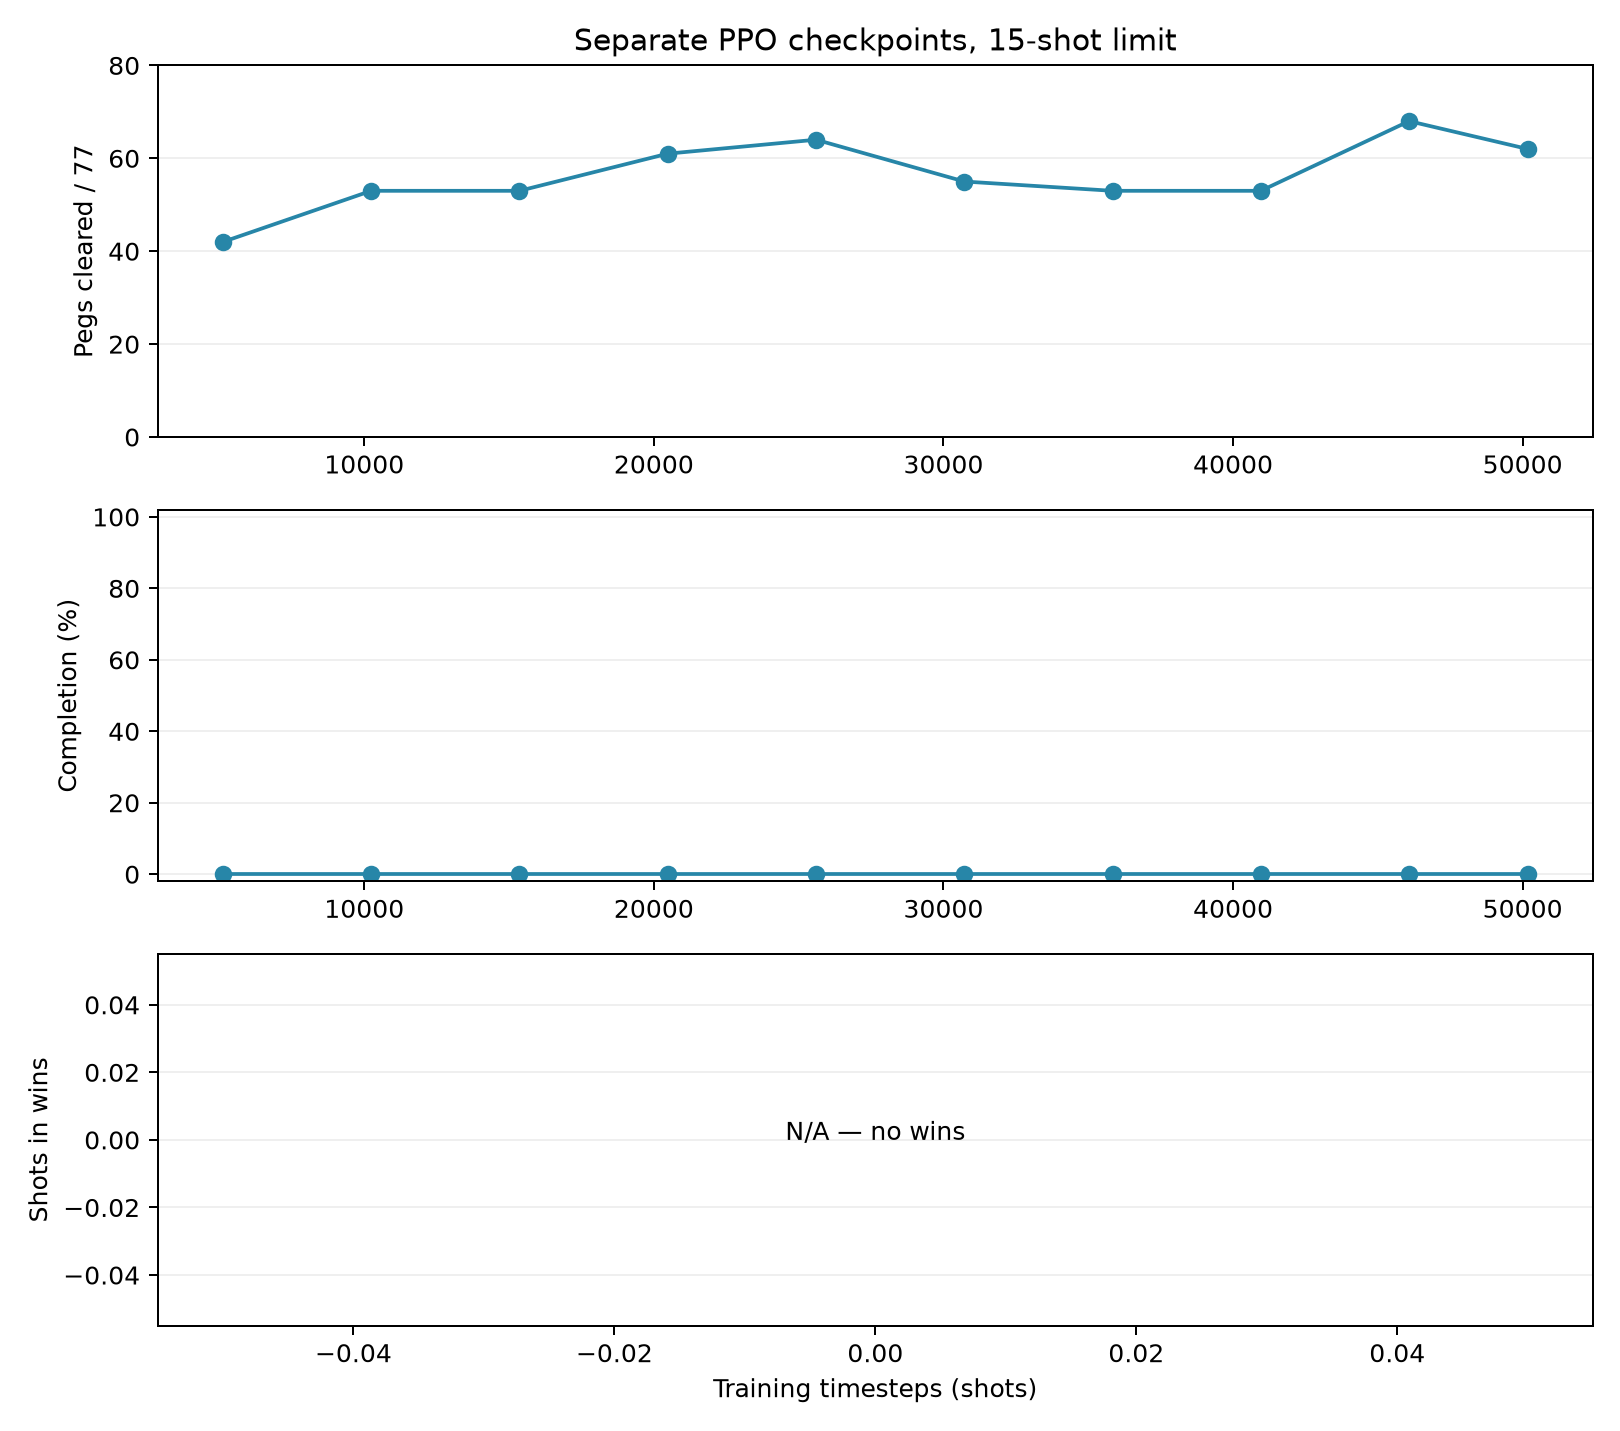 Separate PPO checkpoints, 15-shot limit
Pegs cleared / 77
80
60
40
20
0
10000 20000 30000 40000 50000
Completion (%)
100
80
60
40
20
0
10000 20000 30000 40000 50000
Shots in wins
0.04
0.02
0.00
−0.02
−0.04
N/A — no wins
−0.04 −0.02 0.00 0.02 0.04
Training timesteps (shots)